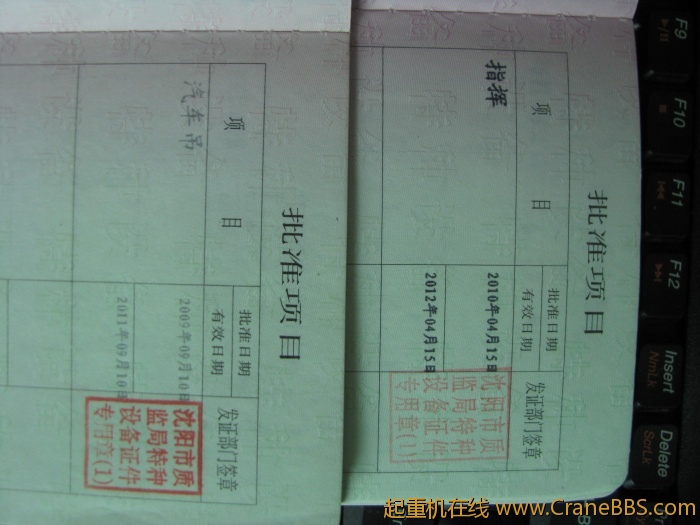 批准项目
项 目
批准日期
有效日期
发证部门签章
汽车吊
2009年09月10日
2011年09月10日
沈阳市质
监局特种
设备证件
专用章(1)
批准项目
项 目
批准日期
有效日期
发证部门签章
指挥
2010年04月15日
2012年04月15日
沈阳市质
监局特种
设备证件
专用章(1)
F9
F10
F11
F12
Insert
NmLk
Delete
ScrLk
起重机在线 www.CraneBBS.com